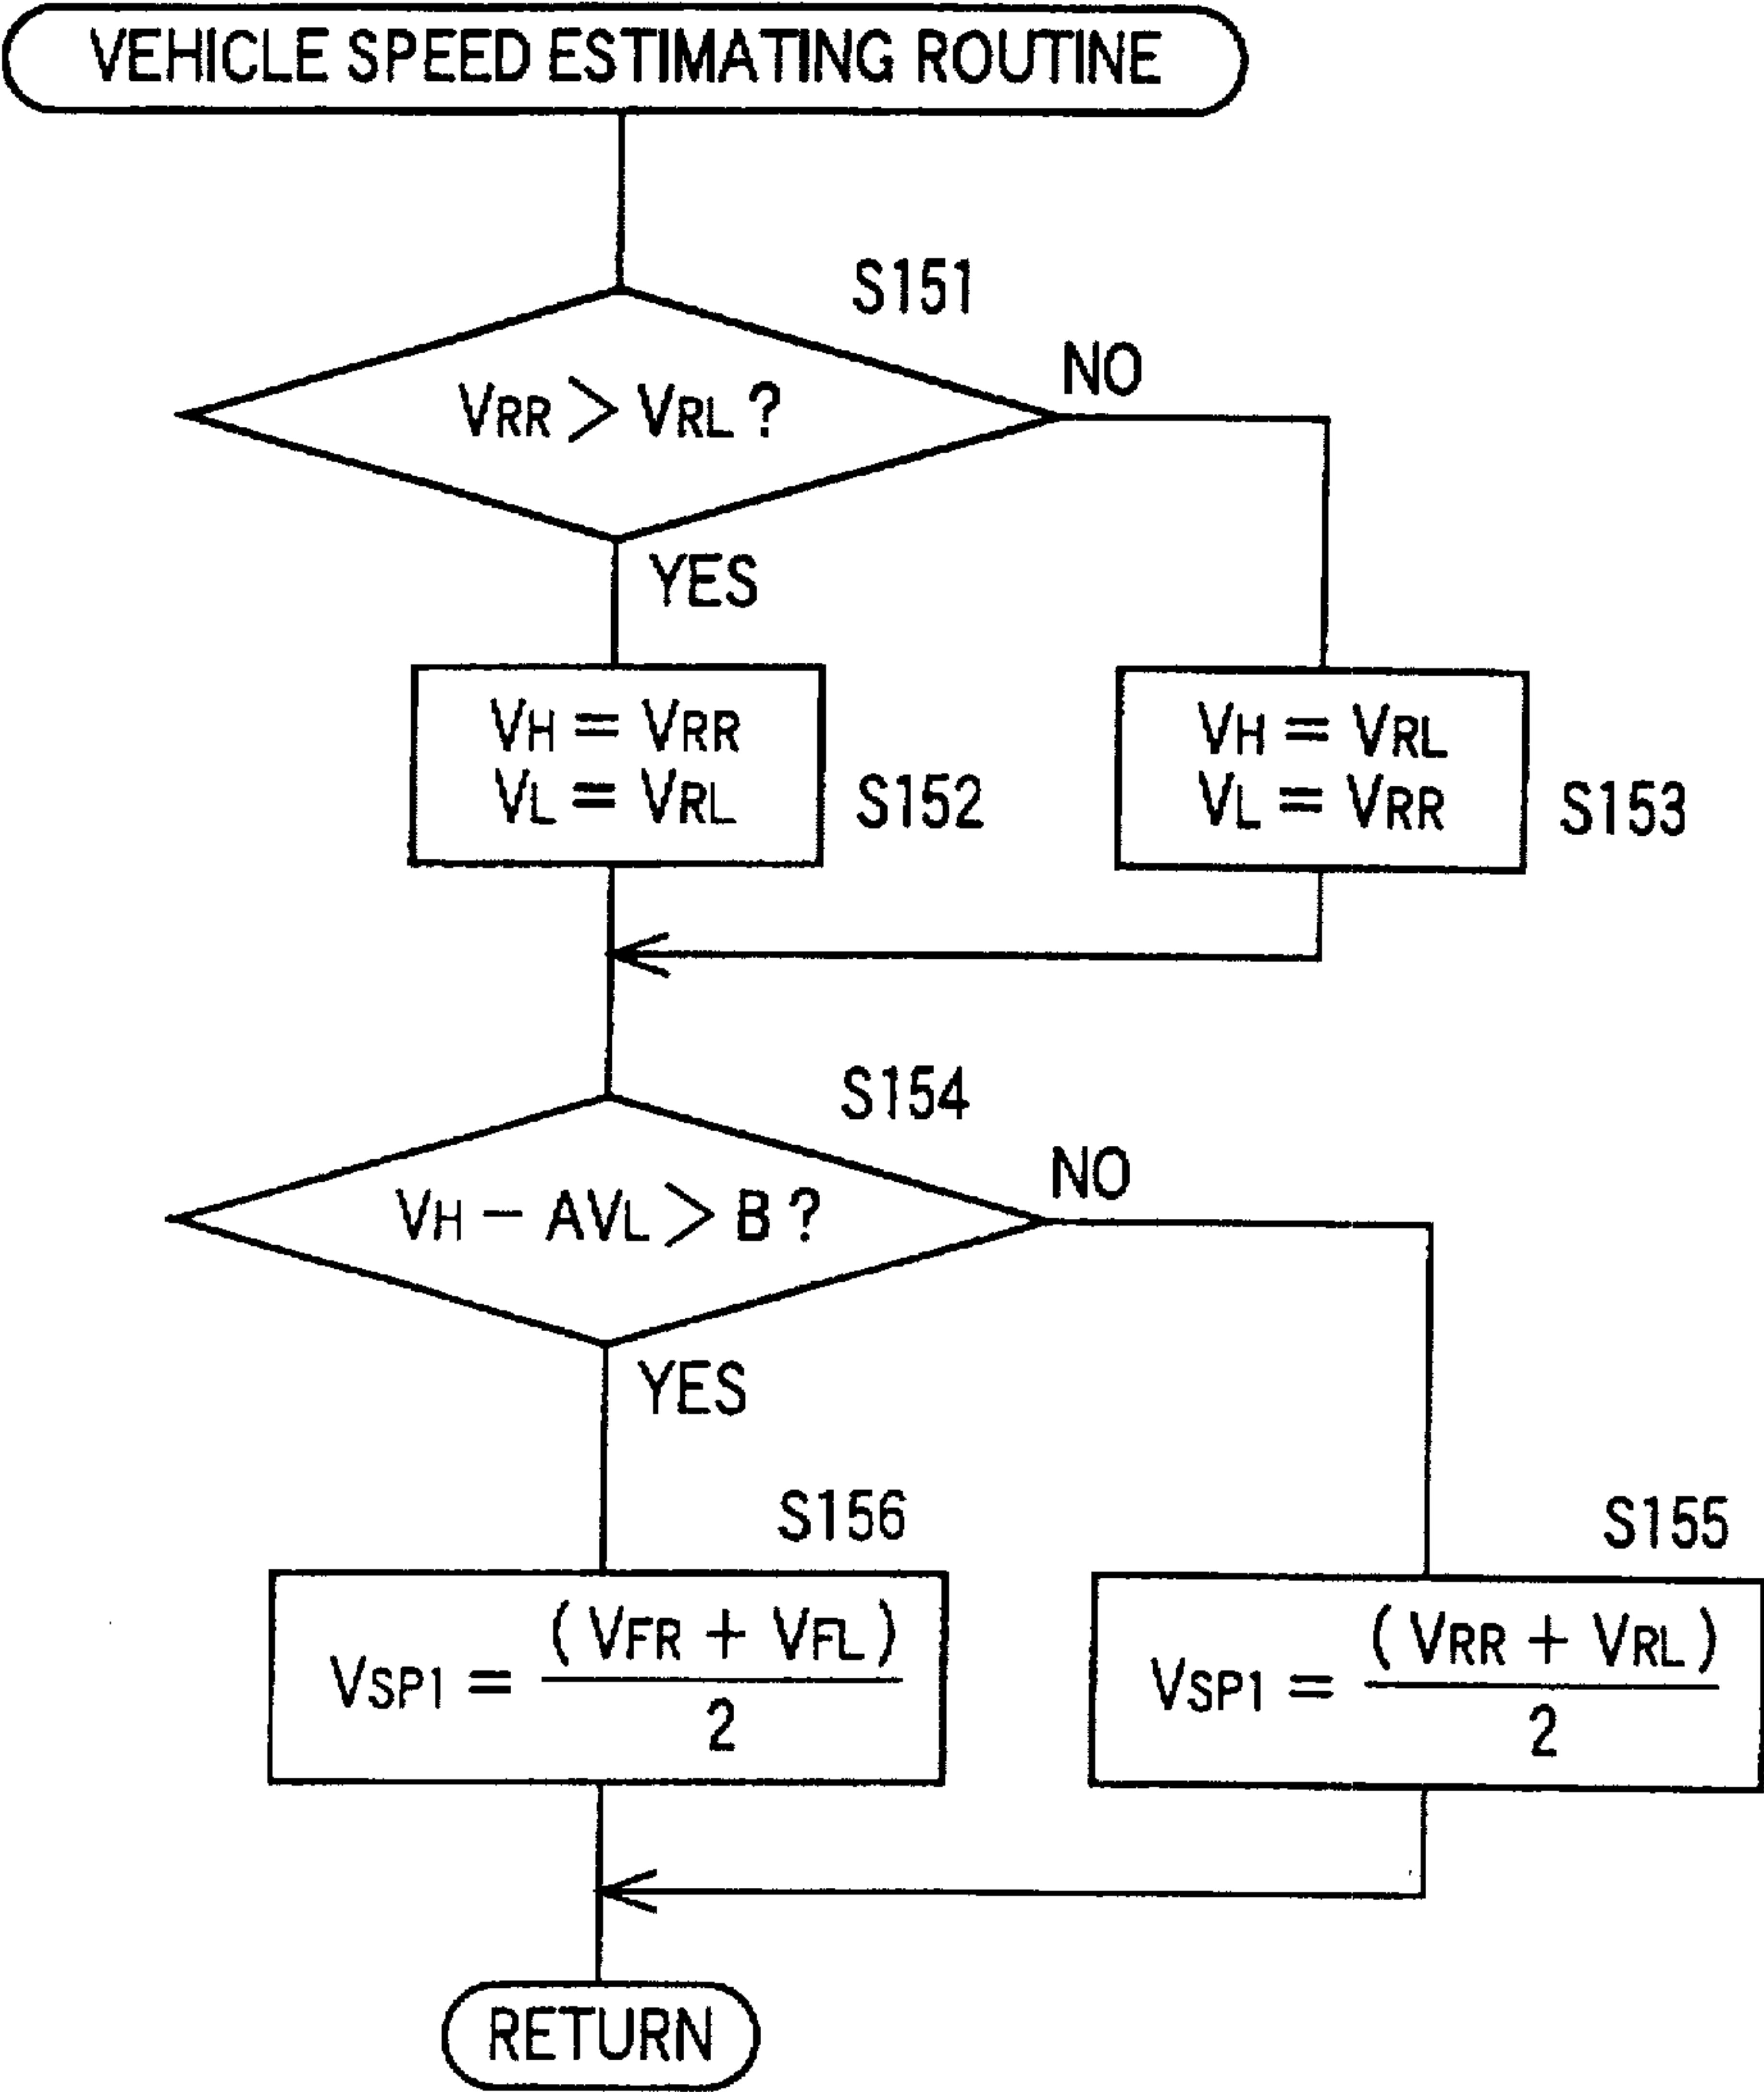 VEHICLE SPEED ESTIMATING ROUTINE
S151
VRR > VRL ?
NO
YES
VH = VRR
VL = VRL
S152
VH = VRL
VL = VRR
S153
S154
VH - AVL > B ?
NO
YES
S156
VSP1 = (VFR + VFL) / 2
S155
VSP1 = (VRR + VRL) / 2
RETURN